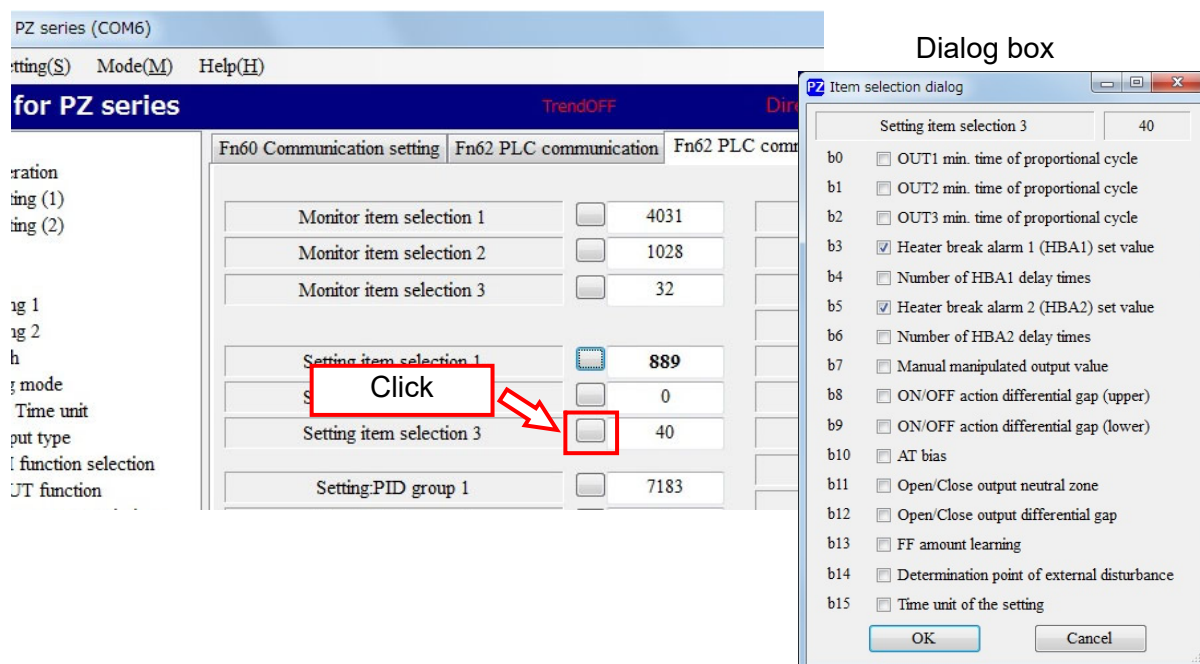 PZ series (COM6)
etting(S) Mode(M) Help(H)
for PZ series TrendOFF Dire
Fn60 Communication setting Fn62 PLC communication Fn62 PLC comm
eration
ting (1)
ting (2)
ng 1
ng 2
h
g mode
Time unit
put type
I function selection
UT function
Monitor item selection 1 4031
Monitor item selection 2 1028
Monitor item selection 3 32
Setting item selection 1 889
S 0
Click
Setting item selection 3 40
Setting:PID group 1 7183
Dialog box
PZ Item selection dialog
Setting item selection 3 40
b0 OUT1 min. time of proportional cycle
b1 OUT2 min. time of proportional cycle
b2 OUT3 min. time of proportional cycle
b3 Heater break alarm 1 (HBA1) set value
b4 Number of HBA1 delay times
b5 Heater break alarm 2 (HBA2) set value
b6 Number of HBA2 delay times
b7 Manual manipulated output value
b8 ON/OFF action differential gap (upper)
b9 ON/OFF action differential gap (lower)
b10 AT bias
b11 Open/Close output neutral zone
b12 Open/Close output differential gap
b13 FF amount learning
b14 Determination point of external disturbance
b15 Time unit of the setting
OK Cancel